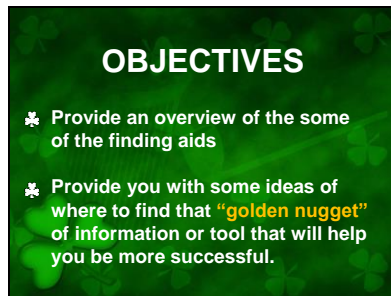 OBJECTIVES
Provide an overview of the some
of the finding aids
Provide you with some ideas of
where to find that “golden nugget”
of information or tool that will help
you be more successful.